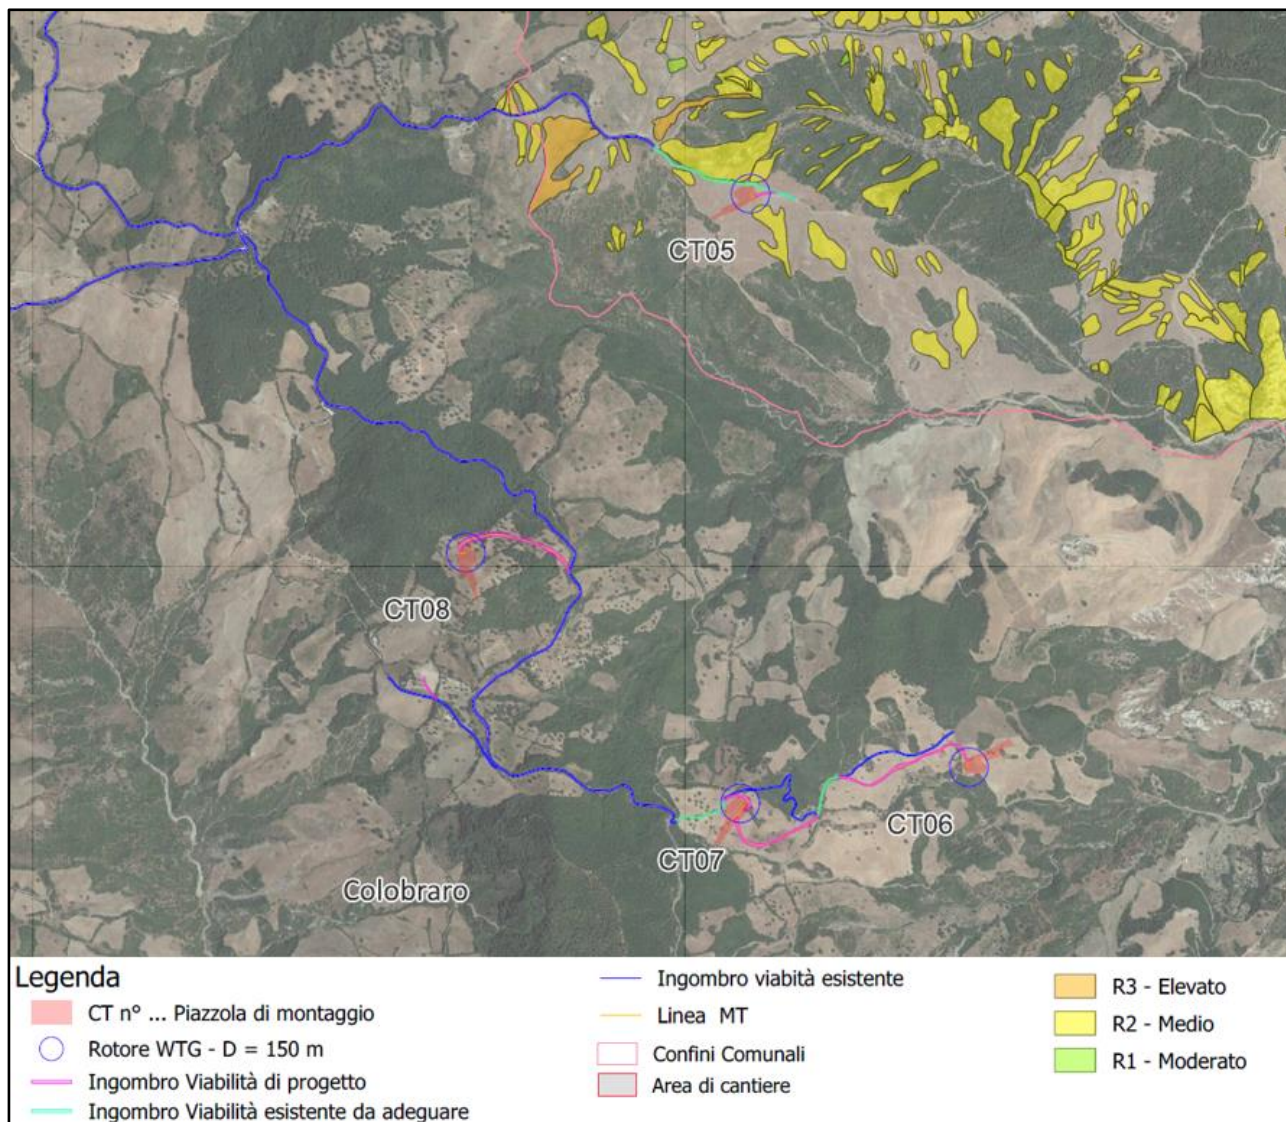 CT05
CT08
CT06
CT07
Colobraro
Legenda
CT n° ... Piazzola di montaggio
Rotore WTG - D = 150 m
Ingombro Viabilità di progetto
Ingombro Viabilità esistente da adeguare
Ingombro viabità esistente
Linea MT
Confini Comunali
Area di cantiere
R3 - Elevato
R2 - Medio
R1 - Moderato